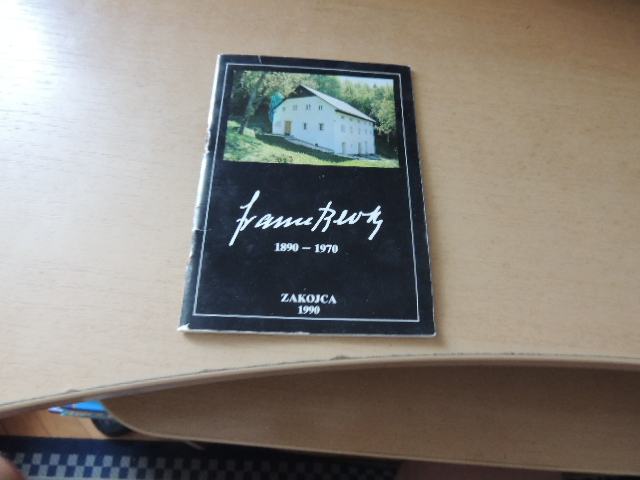 France Bevk
1890 – 1970
ZAKOJCA
1990